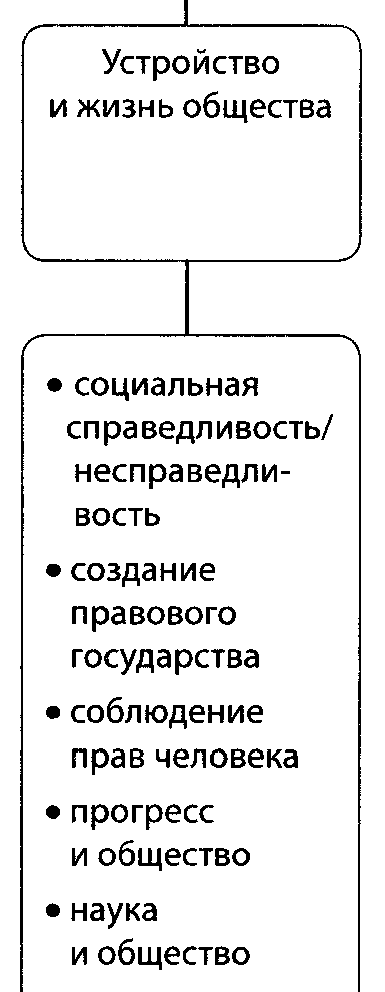 Устройство
и жизнь общества
• социальная
справедливость/
несправедли-
вость
• создание
правового
государства
• соблюдение
прав человека
• прогресс
и общество
• наука
и общество